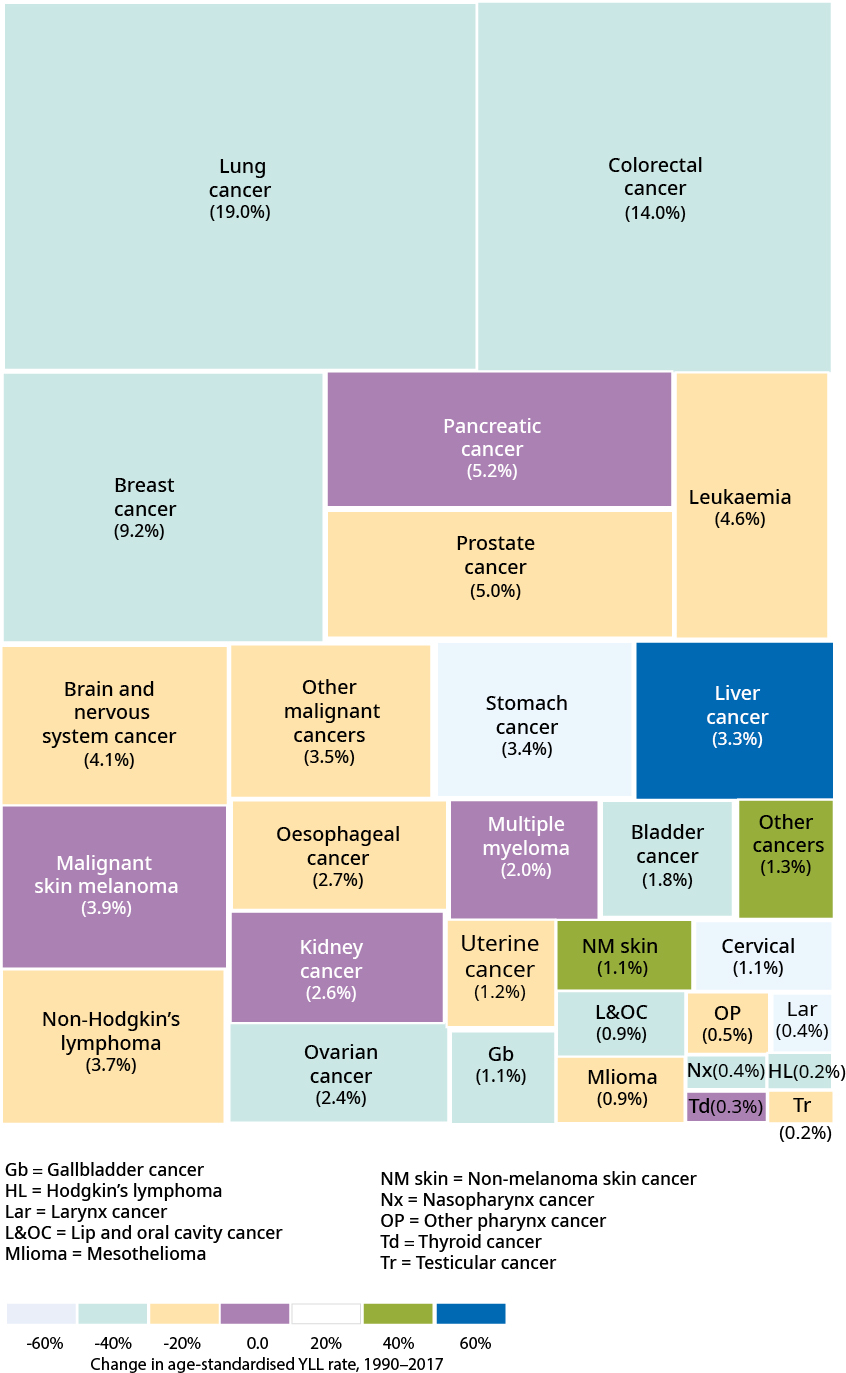 Lung
cancer
(19.0%)
Colorectal
cancer
(14.0%)
Breast
cancer
(9.2%)
Pancreatic
cancer
(5.2%)
Prostate
cancer
(5.0%)
Leukaemia
(4.6%)
Brain and
nervous
system cancer
(4.1%)
Other
malignant
cancers
(3.5%)
Stomach
cancer
(3.4%)
Liver
cancer
(3.3%)
Malignant
skin melanoma
(3.9%)
Oesophageal
cancer
(2.7%)
Multiple
myeloma
(2.0%)
Bladder
cancer
(1.8%)
Other
cancers
(1.3%)
Kidney
cancer
(2.6%)
Uterine
cancer
(1.2%)
NM skin
(1.1%)
Cervical
(1.1%)
Non-Hodgkin’s
lymphoma
(3.7%)
Ovarian
cancer
(2.4%)
Gb
(1.1%)
L&OC
(0.9%)
OP
(0.5%)
Lar
(0.4%)
Mlioma
(0.9%)
Nx(0.4%)
HL(0.2%)
Td(0.3%)
Tr
(0.2%)
Gb = Gallbladder cancer
HL = Hodgkin’s lymphoma
Lar = Larynx cancer
L&OC = Lip and oral cavity cancer
Mlioma = Mesothelioma
NM skin = Non-melanoma skin cancer
Nx = Nasopharynx cancer
OP = Other pharynx cancer
Td = Thyroid cancer
Tr = Testicular cancer
-60% -40% -20% 0.0 20% 40% 60%
Change in age-standardised YLL rate, 1990–2017